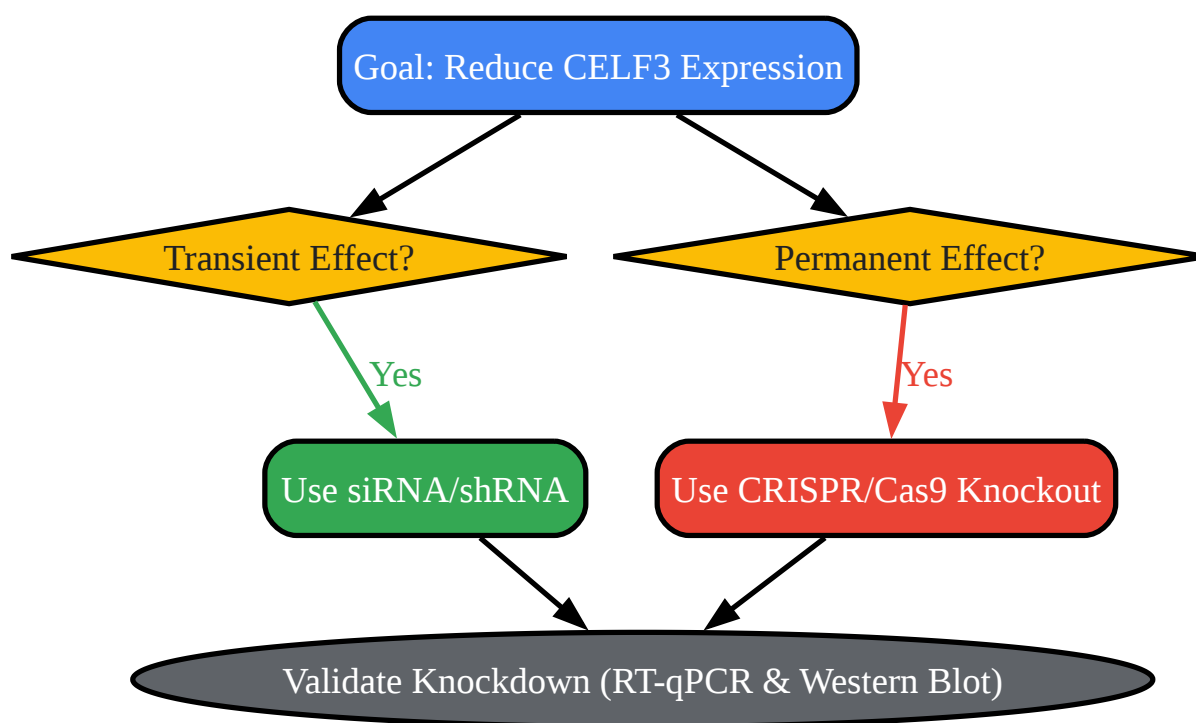 Goal: Reduce CELF3 Expression
Transient Effect?
Permanent Effect?
Yes
Yes
Use siRNA/shRNA
Use CRISPR/Cas9 Knockout
Validate Knockdown (RT-qPCR & Western Blot)